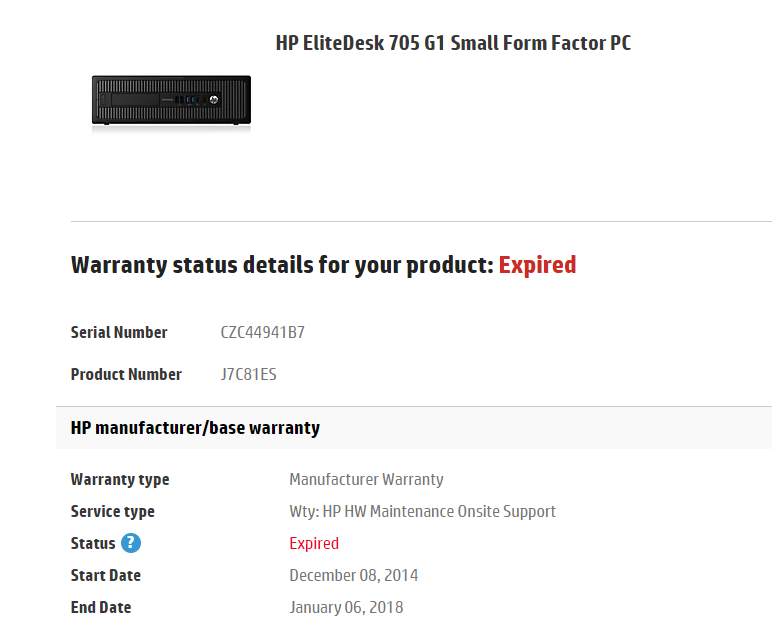 HP EliteDesk 705 G1 Small Form Factor PC
Warranty status details for your product: Expired
Serial Number CZC44941B7
Product Number J7C81ES
HP manufacturer/base warranty
Warranty type Manufacturer Warranty
Service type Wty: HP HW Maintenance Onsite Support
Status ? Expired
Start Date December 08, 2014
End Date January 06, 2018